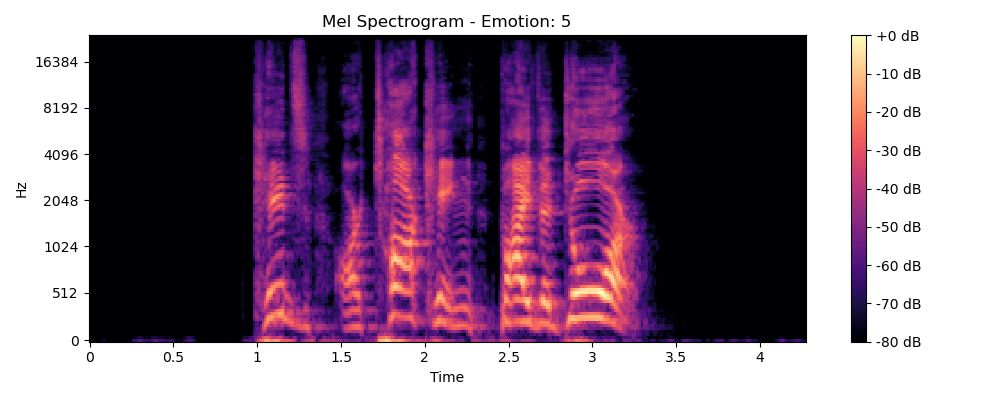 Mel Spectrogram - Emotion: 5
Hz
16384
8192
4096
2048
1024
512
0
0 0.5 1 1.5 2 2.5 3 3.5 4
Time
+0 dB
-10 dB
-20 dB
-30 dB
-40 dB
-50 dB
-60 dB
-70 dB
-80 dB